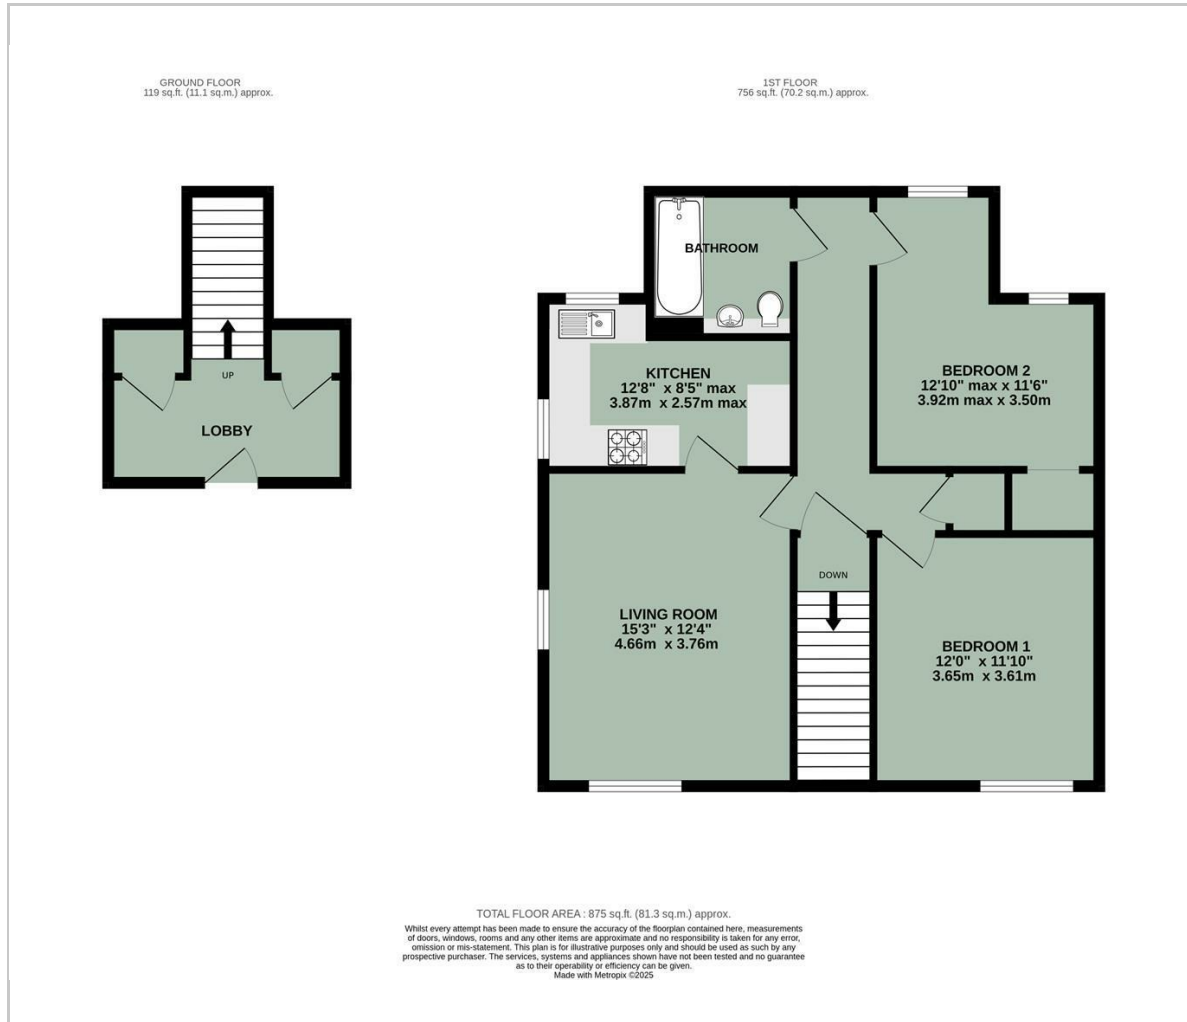 GROUND FLOOR
119 sq.ft. (11.1 sq.m.) approx.
1ST FLOOR
756 sq.ft. (70.2 sq.m.) approx.
UP
LOBBY
BATHROOM
KITCHEN
12'8" x 8'5" max
3.87m x 2.57m max
BEDROOM 2
12'10" max x 11'6"
3.92m max x 3.50m
DOWN
LIVING ROOM
15'3" x 12'4"
4.66m x 3.76m
BEDROOM 1
12'0" x 11'10"
3.65m x 3.61m
TOTAL FLOOR AREA : 875 sq.ft. (81.3 sq.m.) approx.
Whilst every attempt has been made to ensure the accuracy of the floorplan contained here, measurements
of doors, windows, rooms and any other items are approximate and no responsibility is taken for any error,
omission or mis-statement. This plan is for illustrative purposes only and should be used as such by any
prospective purchaser. The services, systems and appliances shown have not been tested and no guarantee
as to their operability or efficiency can be given.
Made with Metropix ©2025